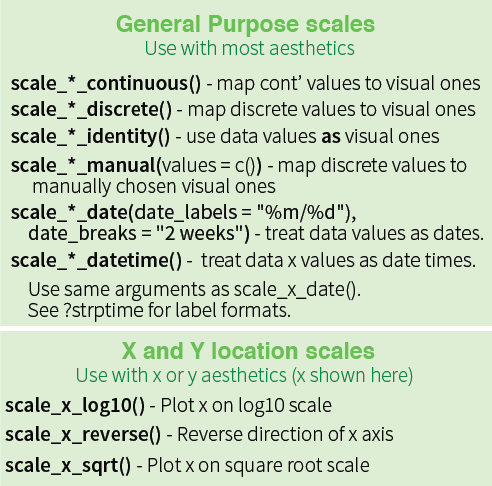 General Purpose scales
Use with most aesthetics
scale_*_continuous() - map cont’ values to visual ones
scale_*_discrete() - map discrete values to visual ones
scale_*_identity() - use data values as visual ones
scale_*_manual(values = c()) - map discrete values to
manually chosen visual ones
scale_*_date(date_labels = "%m/%d"),
date_breaks = "2 weeks") - treat data values as dates.
scale_*_datetime() - treat data x values as date times.
Use same arguments as scale_x_date().
See ?strptime for label formats.
X and Y location scales
Use with x or y aesthetics (x shown here)
scale_x_log10() - Plot x on log10 scale
scale_x_reverse() - Reverse direction of x axis
scale_x_sqrt() - Plot x on square root scale